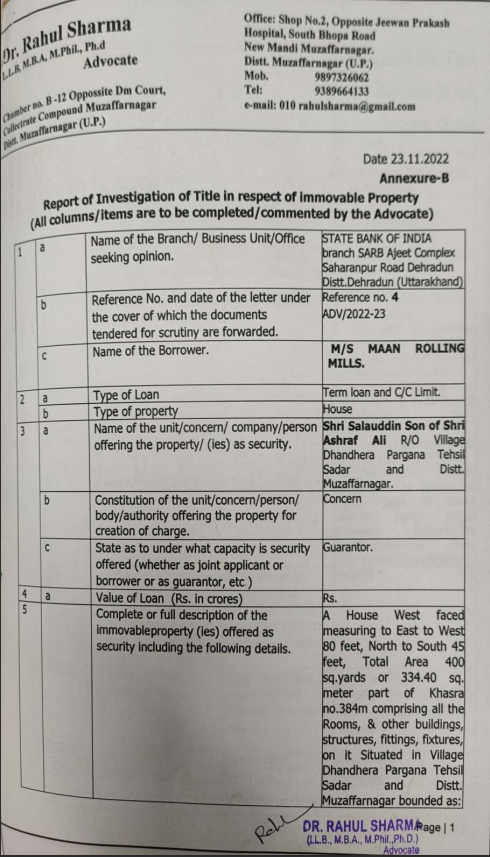 Dr. Rahul Sharma
L.L.B, M.B.A, M.Phil., Ph.d
Advocate
Chamber no. B -12 Oppossite Dm Court,
Collectrate Compound Muzaffarnagar
Distt. Muzaffarnagar (U.P.)
Office: Shop No.2, Opposite Jeewan Prakash
Hospital, South Bhopa Road
New Mandi Muzaffarnagar.
Distt. Muzaffarnagar (U.P.)
Mob. 9897326062
Tel: 9389664133
e-mail: 010 rahulsharma@gmail.com
Date 23.11.2022
Annexure-B
Report of Investigation of Title in respect of immovable Property
(All columns/items are to be completed/commented by the Advocate)
1 a Name of the Branch/ Business Unit/Office
seeking opinion.
STATE BANK OF INDIA
branch SARB Ajeet Complex
Saharanpur Road Dehradun
Distt.Dehradun (Uttarakhand)
b Reference No. and date of the letter under
the cover of which the documents
tendered for scrutiny are forwarded.
Reference no. 4
ADV/2022-23
c Name of the Borrower.
M/S MAAN ROLLING
MILLS.
2 a Type of Loan Term loan and C/C Limit.
b Type of property House
3 a Name of the unit/concern/ company/person
offering the property/ (ies) as security.
Shri Salauddin Son of Shri
Ashraf Ali R/O Village
Dhandhera Pargana Tehsil
Sadar and Distt.
Muzaffarnagar.
b Constitution of the unit/concern/person/
body/authority offering the property for
creation of charge.
Concern
c State as to under what capacity is security
offered (whether as joint applicant or
borrower or as guarantor, etc.)
Guarantor.
4 a Value of Loan (Rs. in crores) Rs.
5 Complete or full description of the
immovableproperty (ies) offered as
security including the following details.
A House West faced
measuring to East to West
80 feet, North to South 45
feet, Total Area 400
sq.yards or 334.40 sq.
meter part of Khasra
no.384m comprising all the
Rooms, & other buildings,
structures, fittings, fixtures,
on it Situated in Village
Dhandhera Pargana Tehsil
Sadar and Distt.
Muzaffarnagar bounded as:
DR. RAHUL SHARMA
Page | 1
(LL.B., M.B.A., M.Phil.,Ph.D.)
Advocate